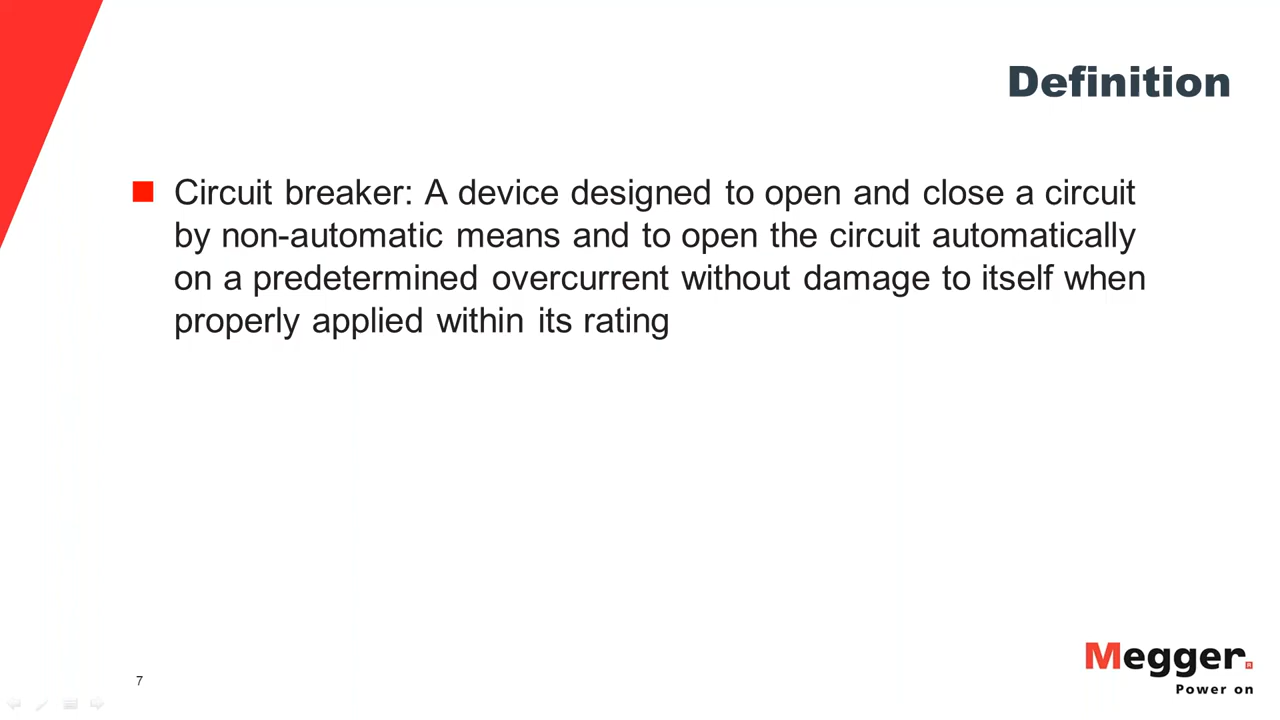 Definition
Circuit breaker: A device designed to open and close a circuit
by non-automatic means and to open the circuit automatically
on a predetermined overcurrent without damage to itself when
properly applied within its rating
Megger.
Power on
7